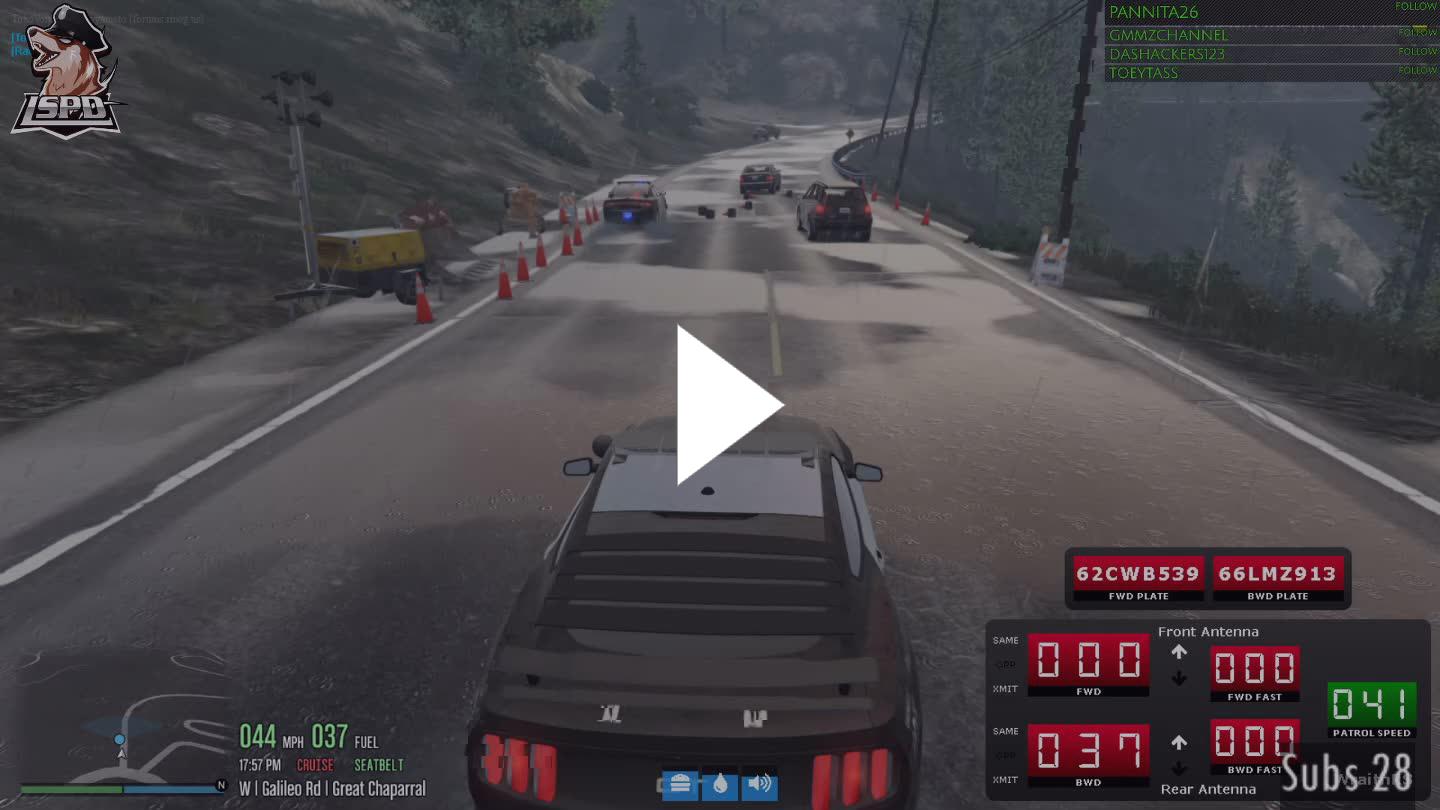 PANNITA26 FOLLOW
GMMZCHANNEL FOLLOW
DASHACKERS123 FOLLOW
TOEYTASS FOLLOW
LSPD
62CWB539 66LMZ913
FWD PLATE BWD PLATE
Front Antenna
SAME
XMIT
000 FWD
000 FWD FAST
041
PATROL SPEED
SAME
XMIT
037 BWD
000 BWD FAST
Rear Antenna
Subs 28
044 MPH 037 FUEL
17:57 PM CRUISE SEATBELT
N W | Galileo Rd | Great Chaparral